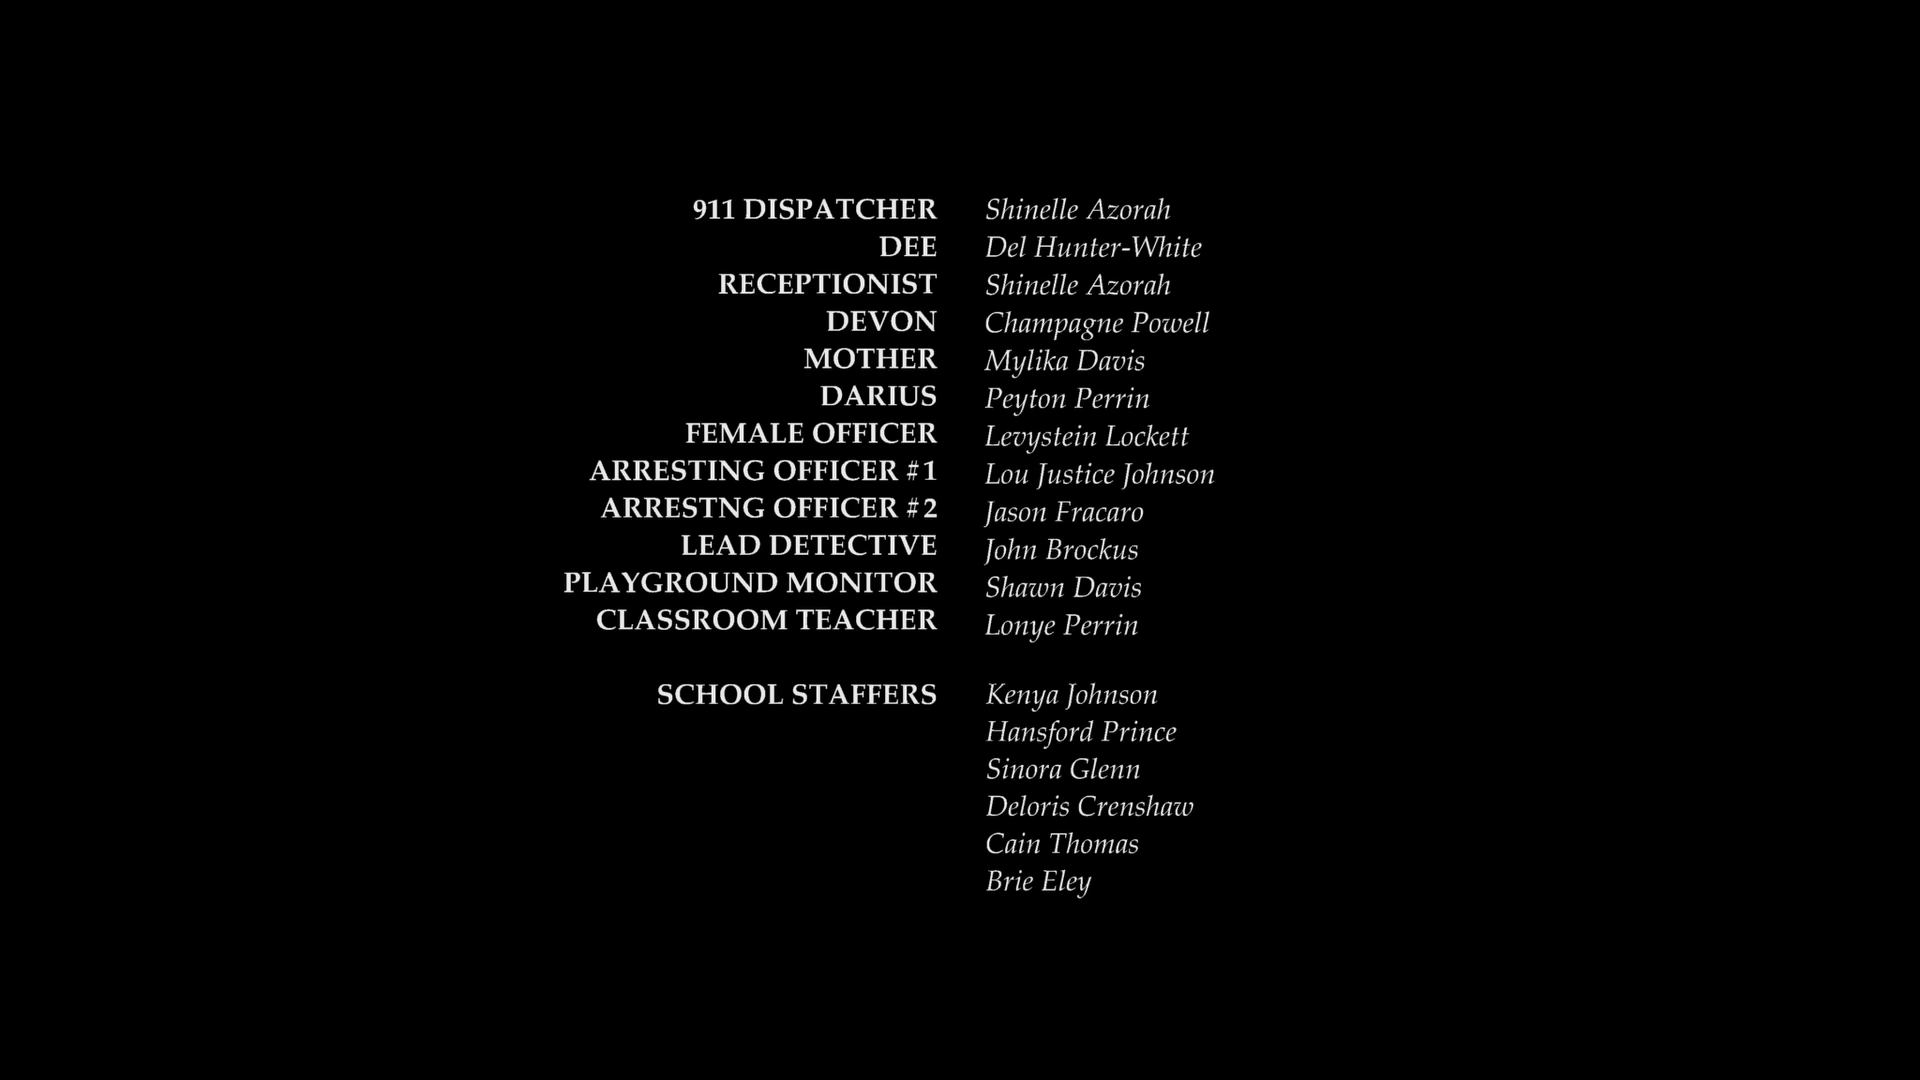 911 DISPATCHER Shinelle Azorah
DEE Del Hunter-White
RECEPTIONIST Shinelle Azorah
DEVON Champagne Powell
MOTHER Mylika Davis
DARIUS Peyton Perrin
FEMALE OFFICER Levystein Lockett
ARRESTING OFFICER #1 Lou Justice Johnson
ARRESTNG OFFICER #2 Jason Fracaro
LEAD DETECTIVE John Brockus
PLAYGROUND MONITOR Shawn Davis
CLASSROOM TEACHER Lonye Perrin
SCHOOL STAFFERS Kenya Johnson
Hansford Prince
Sinora Glenn
Deloris Crenshaw
Cain Thomas
Brie Eley